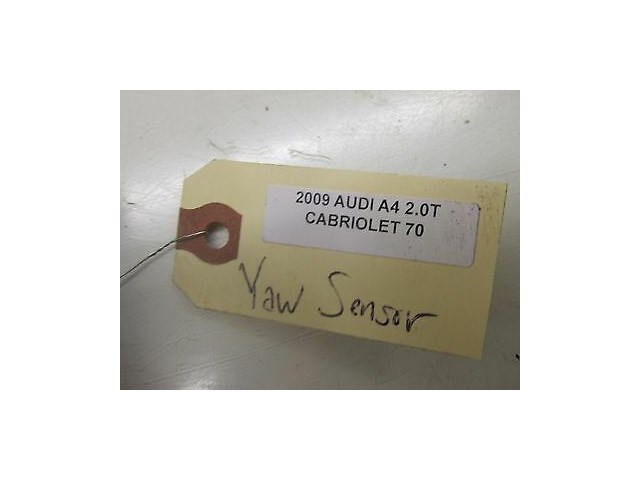 2009 AUDI A4 2.0T
CABRIOLET 70
Yaw Sensor